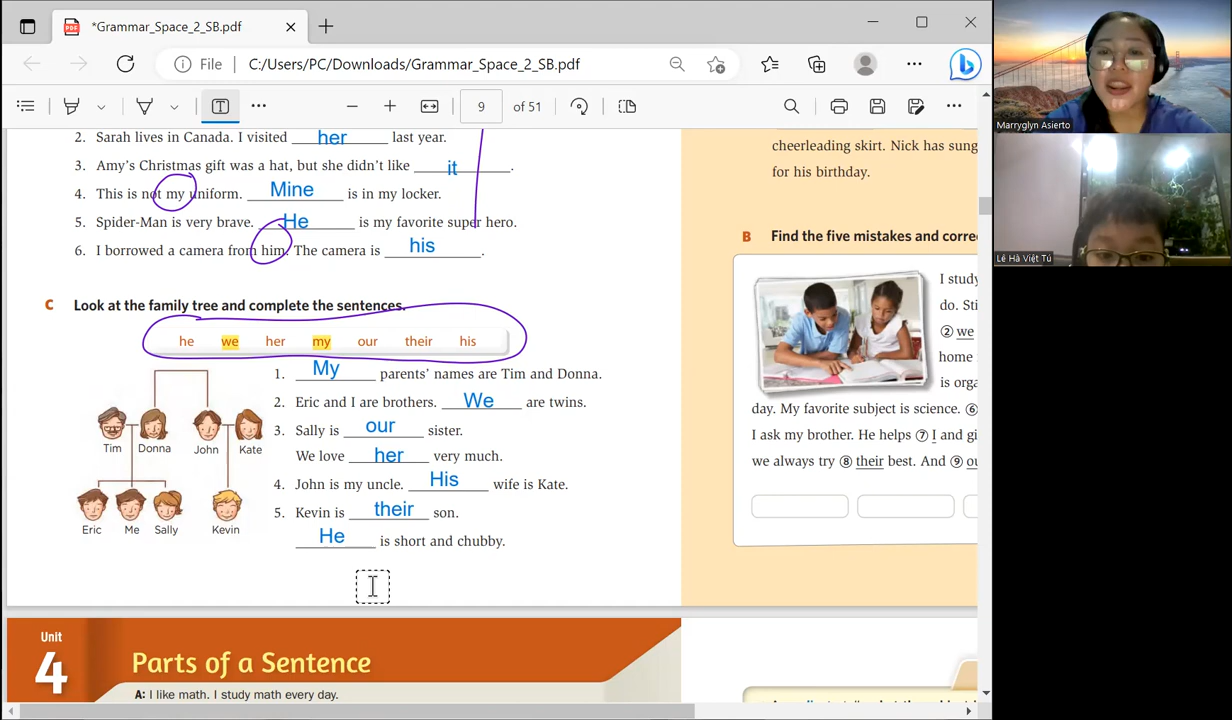 *Grammar_Space_2_SB.pdf
File
C:/Users/PC/Downloads/Grammar_Space_2_SB.pdf
9 of 51
2. Sarah lives in Canada. I visited her last year.
3. Amy's Christmas gift was a hat, but she didn't like it.
4. This is not my uniform. Mine is in my locker.
5. Spider-Man is very brave. He is my favorite super hero.
6. I borrowed a camera from him. The camera is his.
C Look at the family tree and complete the sentences.
he we her my our their his
1. My parents' names are Tim and Donna.
2. Eric and I are brothers. We are twins.
3. Sally is our sister.
We love her very much.
4. John is my uncle. His wife is Kate.
5. Kevin is their son.
He is short and chubby.
Tim Donna John Kate
Eric Me Sally Kevin
Unit
4
Parts of a Sentence
A: I like math. I study math every day.
cheerleading skirt. Nick has sung
for his birthday.
B Find the five mistakes and corre
I study
do. Sti
② we
home
is orga
day. My favorite subject is science. ⑥
I ask my brother. He helps ⑦ I and gi
we always try ⑧ their best. And ⑨ ou
Marryglyn Asierto
Lê Hà Việt Tú